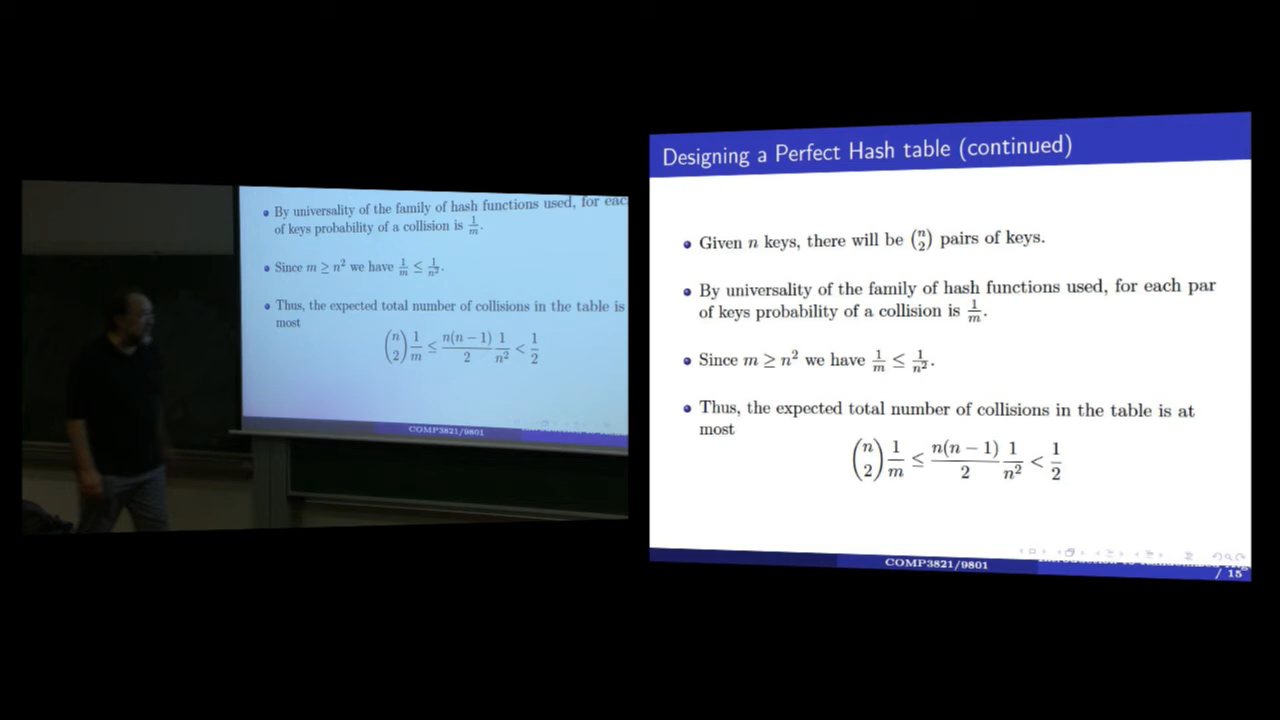 By universality of the family of hash functions used, for eac
of keys probability of a collision is 1/m.
Since m ≥ n² we have 1/m ≤ 1/n².
Thus, the expected total number of collisions in the table is
most
(n 2) 1/m ≤ n(n − 1)/2 1/n² < 1/2
COMP3821/9801
Designing a Perfect Hash table (continued)
Given n keys, there will be (n 2) pairs of keys.
By universality of the family of hash functions used, for each par
of keys probability of a collision is 1/m.
Since m ≥ n² we have 1/m ≤ 1/n².
Thus, the expected total number of collisions in the table is at
most
(n 2) 1/m ≤ n(n − 1)/2 1/n² < 1/2
COMP3821/9801
/ 15